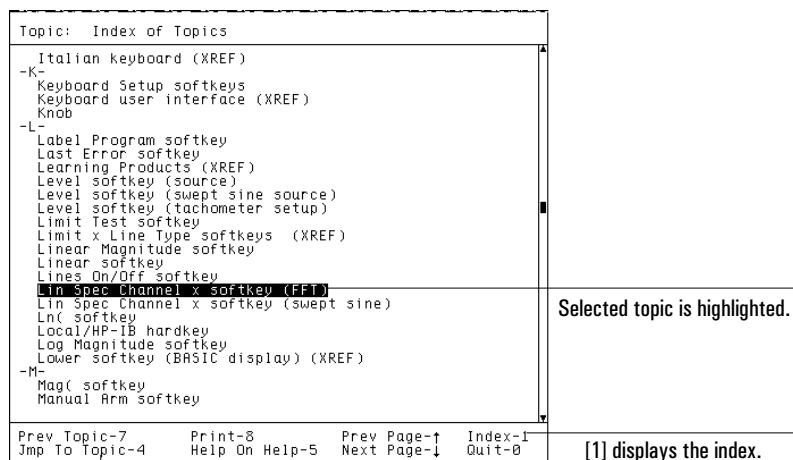 Topic: Index of Topics
Italian keyboard (XREF)
-K-
Keyboard Setup softkeys
Keyboard user interface (XREF)
Knob
-L-
Label Program softkey
Last Error softkey
Learning Products (XREF)
Level softkey (source)
Level softkey (swept sine source)
Level softkey (tachometer setup)
Limit Test softkey
Limit x Line Type softkeys (XREF)
Linear Magnitude softkey
Linear softkey
Lines On/Off softkey
Lin Spec Channel x softkey (FFT)
Selected topic is highlighted.
Lin Spec Channel x softkey (swept sine)
Ln( softkey
Local/HP-IB hardkey
Log Magnitude softkey
Lower softkey (BASIC display) (XREF)
-M-
Mag( softkey
Manual Arm softkey
Prev Topic-7 Print-8 Prev Page-↑ Index-1
Jmp To Topic-4 Help On Help-5 Next Page-↓ Quit-0
[1] displays the index.